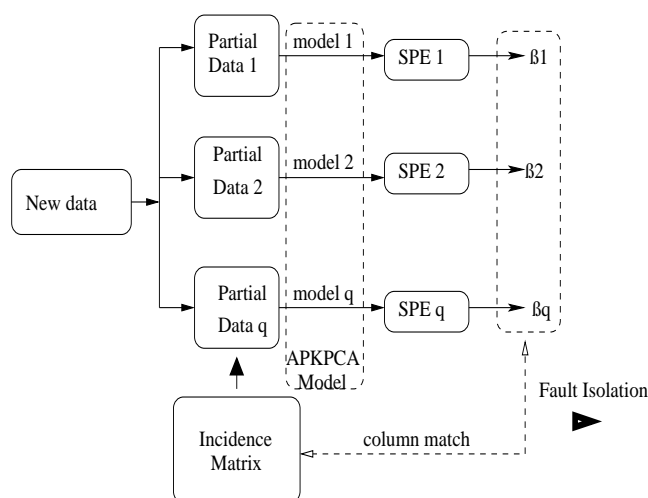 Partial
Data 1
model 1
SPE 1
ß1
Partial
Data 2
model 2
SPE 2
ß2
New data
Partial
Data q
model q
SPE q
ßq
APKPCA
Model
Fault Isolation
Incidence
Matrix
column match